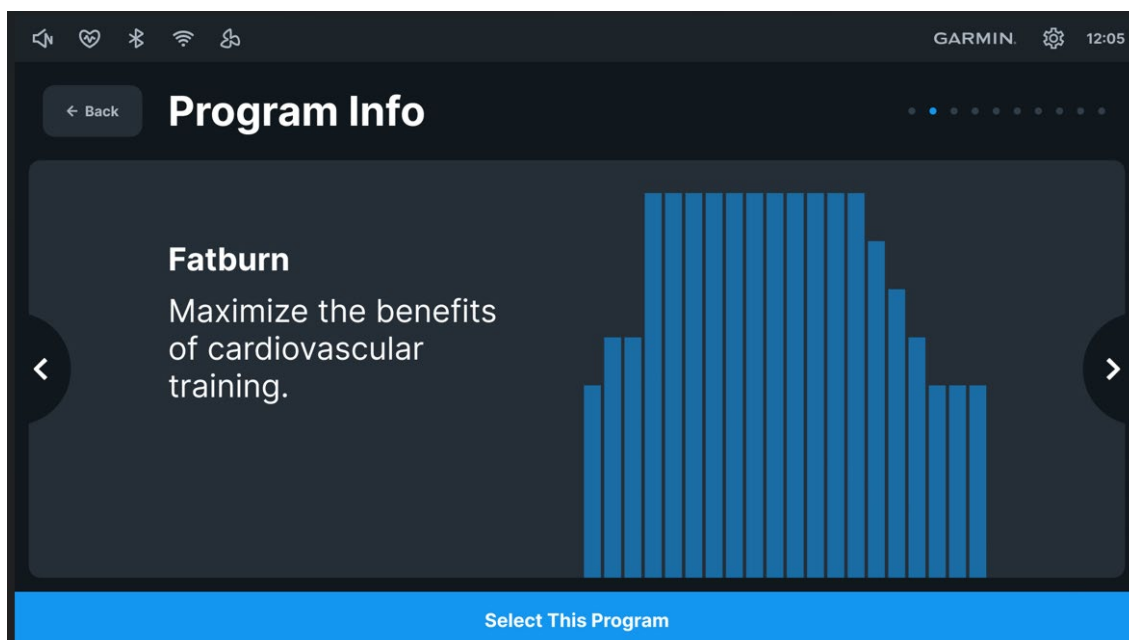 GARMIN.
12:05
← Back
Program Info
Fatburn
Maximize the benefits
of cardiovascular
training.
Select This Program